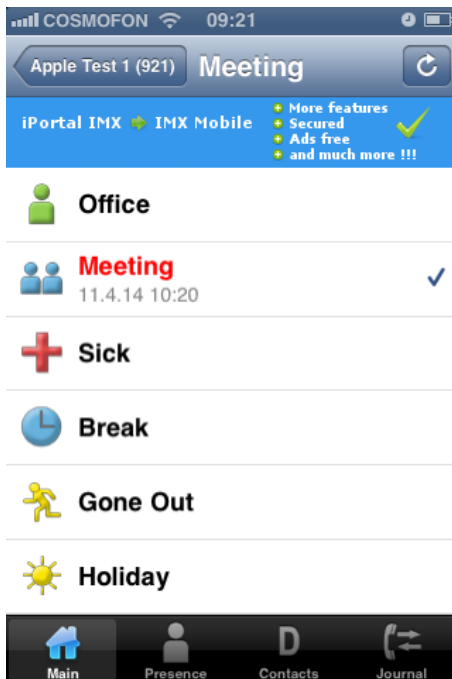 COSMOFON 09:21
Apple Test 1 (921) Meeting
iPortal IMX IMX Mobile
More features
Secured
Ads free
and much more !!!
Office
Meeting
11.4.14 10:20
Sick
Break
Gone Out
Holiday
D
Main Presence Contacts Journal